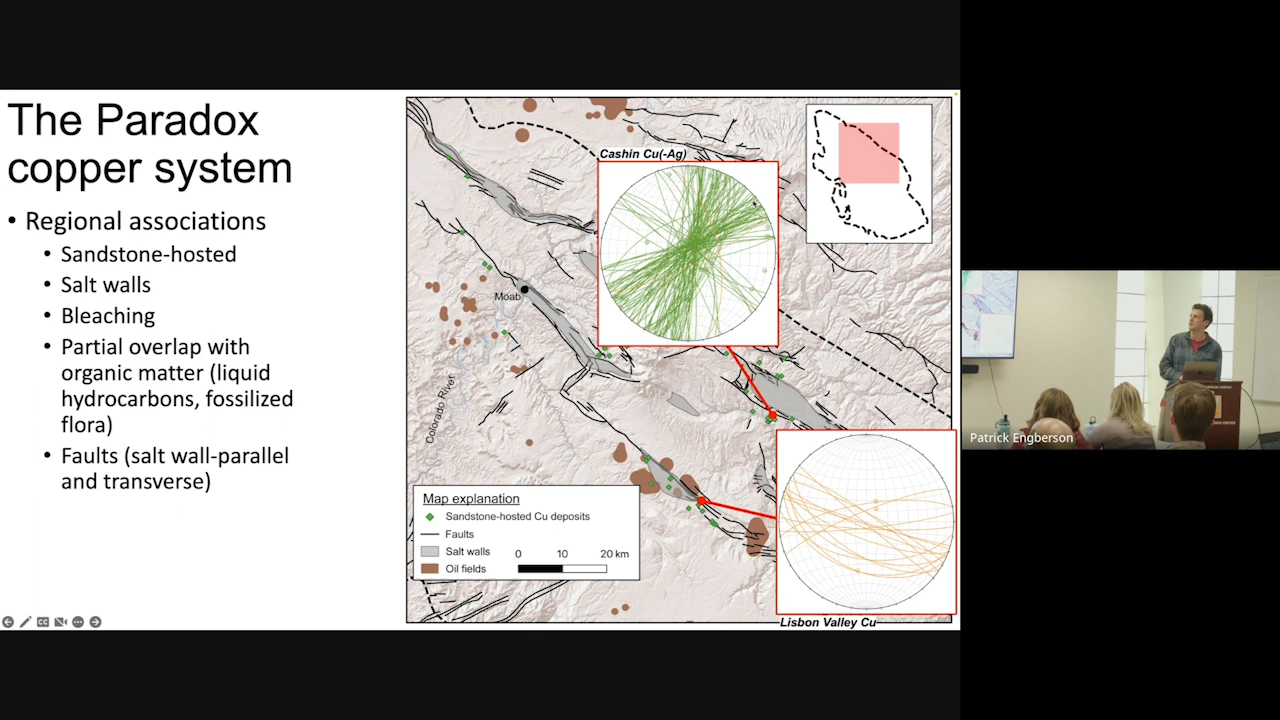 The Paradox
copper system
• Regional associations
• Sandstone-hosted
• Salt walls
• Bleaching
• Partial overlap with
organic matter (liquid
hydrocarbons, fossilized
flora)
• Faults (salt wall-parallel
and transverse)
Cashin Cu(-Ag)
Moab
Colorado River
Map explanation
Sandstone-hosted Cu deposits
Faults
Salt walls
Oil fields
0 10 20 km
Lisbon Valley Cu
CC
Patrick Engberson